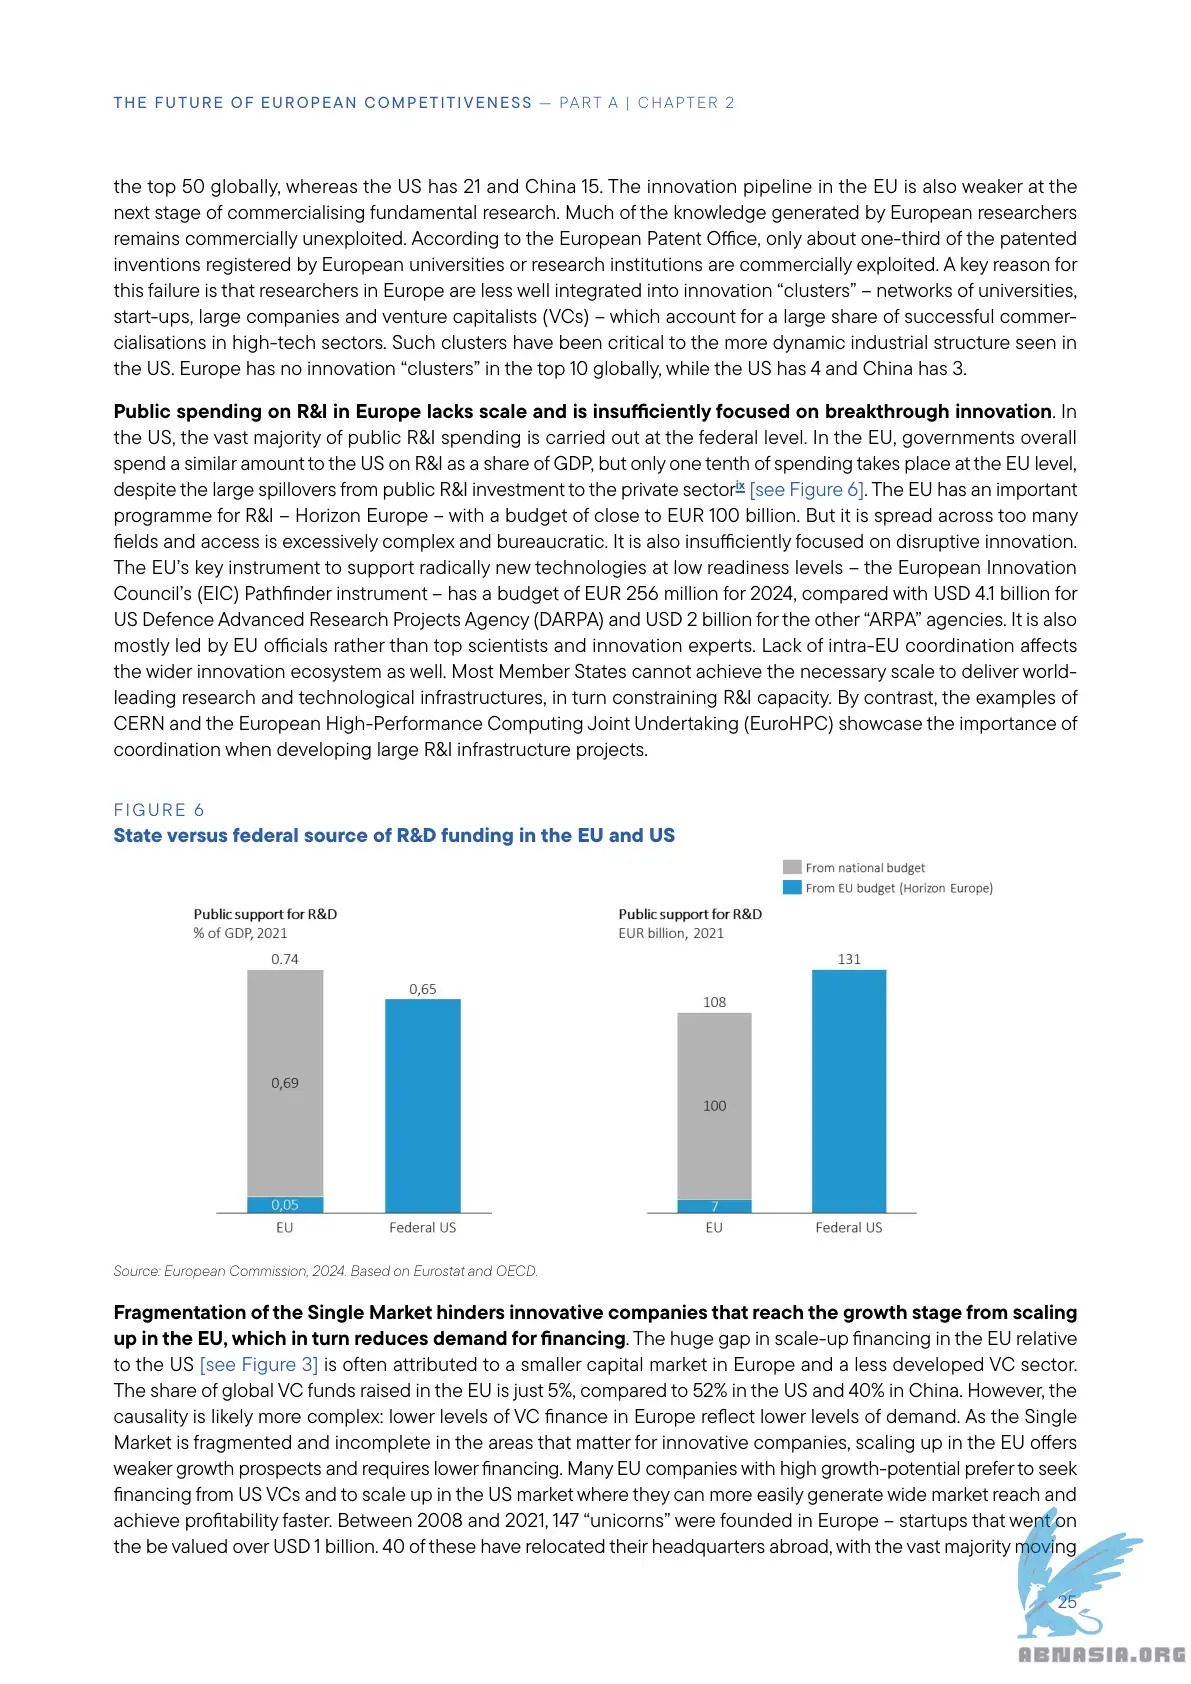 THE FUTURE OF EUROPEAN COMPETITIVENESS — PART A | CHAPTER 2
the top 50 globally, whereas the US has 21 and China 15. The innovation pipeline in the EU is also weaker at the
next stage of commercialising fundamental research. Much of the knowledge generated by European researchers
remains commercially unexploited. According to the European Patent Office, only about one-third of the patented
inventions registered by European universities or research institutions are commercially exploited. A key reason for
this failure is that researchers in Europe are less well integrated into innovation “clusters” – networks of universities,
start-ups, large companies and venture capitalists (VCs) – which account for a large share of successful commer-
cialisations in high-tech sectors. Such clusters have been critical to the more dynamic industrial structure seen in
the US. Europe has no innovation “clusters” in the top 10 globally, while the US has 4 and China has 3.
Public spending on R&I in Europe lacks scale and is insufficiently focused on breakthrough innovation. In
the US, the vast majority of public R&I spending is carried out at the federal level. In the EU, governments overall
spend a similar amount to the US on R&I as a share of GDP, but only one tenth of spending takes place at the EU level,
despite the large spillovers from public R&I investment to the private sector ix [see Figure 6]. The EU has an important
programme for R&I – Horizon Europe – with a budget of close to EUR 100 billion. But it is spread across too many
fields and access is excessively complex and bureaucratic. It is also insufficiently focused on disruptive innovation.
The EU’s key instrument to support radically new technologies at low readiness levels – the European Innovation
Council’s (EIC) Pathfinder instrument – has a budget of EUR 256 million for 2024, compared with USD 4.1 billion for
US Defence Advanced Research Projects Agency (DARPA) and USD 2 billion for the other “ARPA” agencies. It is also
mostly led by EU officials rather than top scientists and innovation experts. Lack of intra-EU coordination affects
the wider innovation ecosystem as well. Most Member States cannot achieve the necessary scale to deliver world-
leading research and technological infrastructures, in turn constraining R&I capacity. By contrast, the examples of
CERN and the European High-Performance Computing Joint Undertaking (EuroHPC) showcase the importance of
coordination when developing large R&I infrastructure projects.
FIGURE 6
State versus federal source of R&D funding in the EU and US
From national budget
From EU budget (Horizon Europe)
Public support for R&D
% of GDP, 2021
0.74
0,65
0,69
0,05
EU
Federal US
Public support for R&D
EUR billion, 2021
131
108
100
7
EU
Federal US
Source: European Commission, 2024. Based on Eurostat and OECD.
Fragmentation of the Single Market hinders innovative companies that reach the growth stage from scaling
up in the EU, which in turn reduces demand for financing. The huge gap in scale-up financing in the EU relative
to the US [see Figure 3] is often attributed to a smaller capital market in Europe and a less developed VC sector.
The share of global VC funds raised in the EU is just 5%, compared to 52% in the US and 40% in China. However, the
causality is likely more complex: lower levels of VC finance in Europe reflect lower levels of demand. As the Single
Market is fragmented and incomplete in the areas that matter for innovative companies, scaling up in the EU offers
weaker growth prospects and requires lower financing. Many EU companies with high growth-potential prefer to seek
financing from US VCs and to scale up in the US market where they can more easily generate wide market reach and
achieve profitability faster. Between 2008 and 2021, 147 “unicorns” were founded in Europe – startups that went on
the be valued over USD 1 billion. 40 of these have relocated their headquarters abroad, with the vast majority moving
25
ABNASIA.ORG